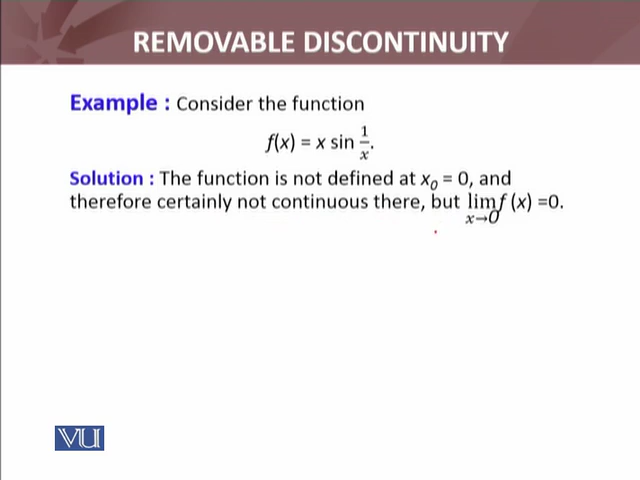 REMOVABLE DISCONTINUITY
Example : Consider the function
f(x) = x sin 1/x.
Solution : The function is not defined at x₀ = 0, and
therefore certainly not continuous there, but lim x→0 f (x) =0.
VU